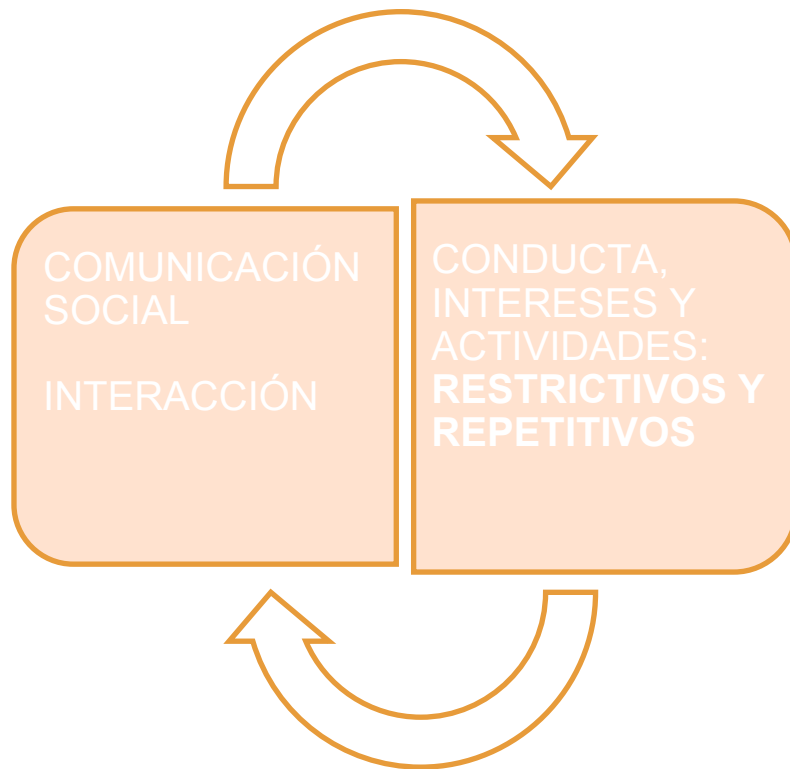 COMUNICACIÓN
SOCIAL
INTERACCIÓN
CONDUCTA,
INTERESES Y
ACTIVIDADES:
RESTRICTIVOS Y
REPETITIVOS